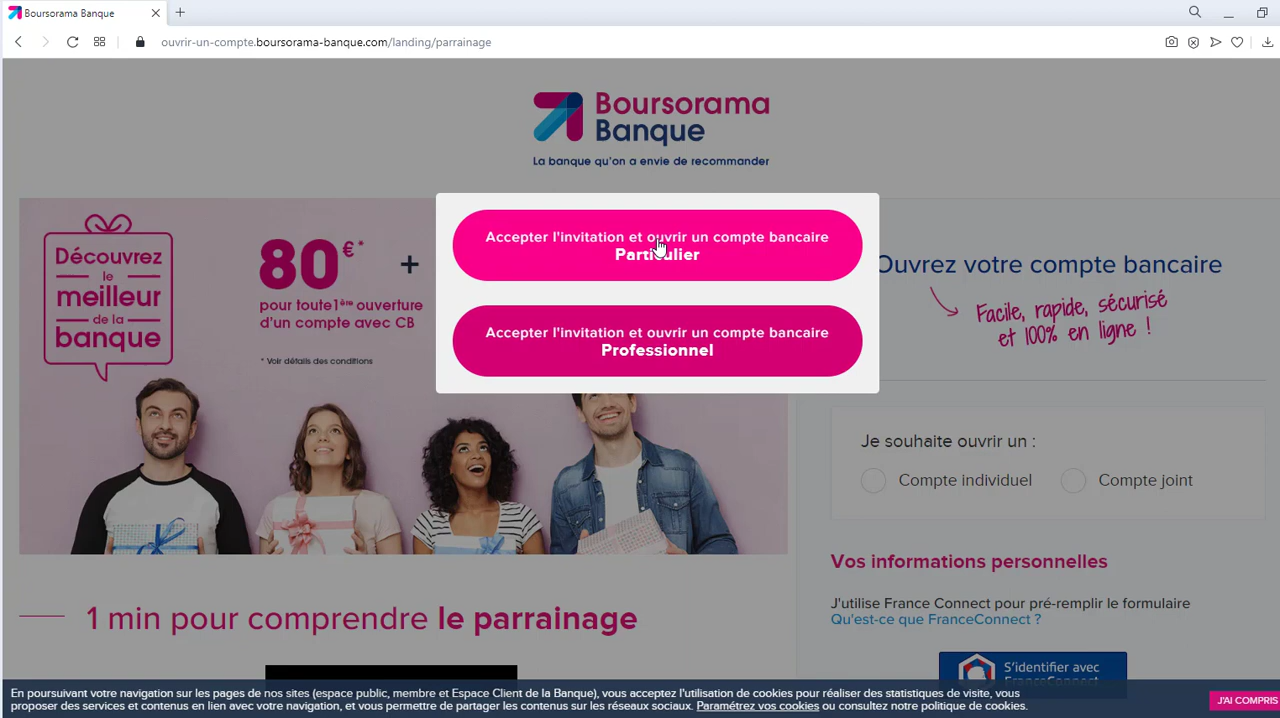 Boursorama Banque
ouvrir-un-compte.boursorama-banque.com/landing/parrainage
Boursorama
Banque
La banque qu'on a envie de recommander
Accepter l'invitation et ouvrir un compte bancaire
Particulier
Accepter l'invitation et ouvrir un compte bancaire
Professionnel
Découvrez
le
meilleur
de la
banque
80€* +
pour toute 1ère ouverture
d'un compte avec CB
* Voir détails des conditions
Ouvrez votre compte bancaire
Facile, rapide, sécurisé
et 100% en ligne !
Je souhaite ouvrir un :
Compte individuel
Compte joint
Vos informations personnelles
J'utilise France Connect pour pré-remplir le formulaire
Qu'est-ce que FranceConnect ?
S'identifier avec
FranceConnect
1 min pour comprendre le parrainage
En poursuivant votre navigation sur les pages de nos sites (espace public, membre et Espace Client de la Banque), vous acceptez l'utilisation de cookies pour réaliser des statistiques de visite, vous
proposer des services et contenus en lien avec votre navigation, et vous permettre de partager les contenus sur les réseaux sociaux. Paramétrez vos cookies ou consultez notre politique de cookies.
J'AI COMPRIS